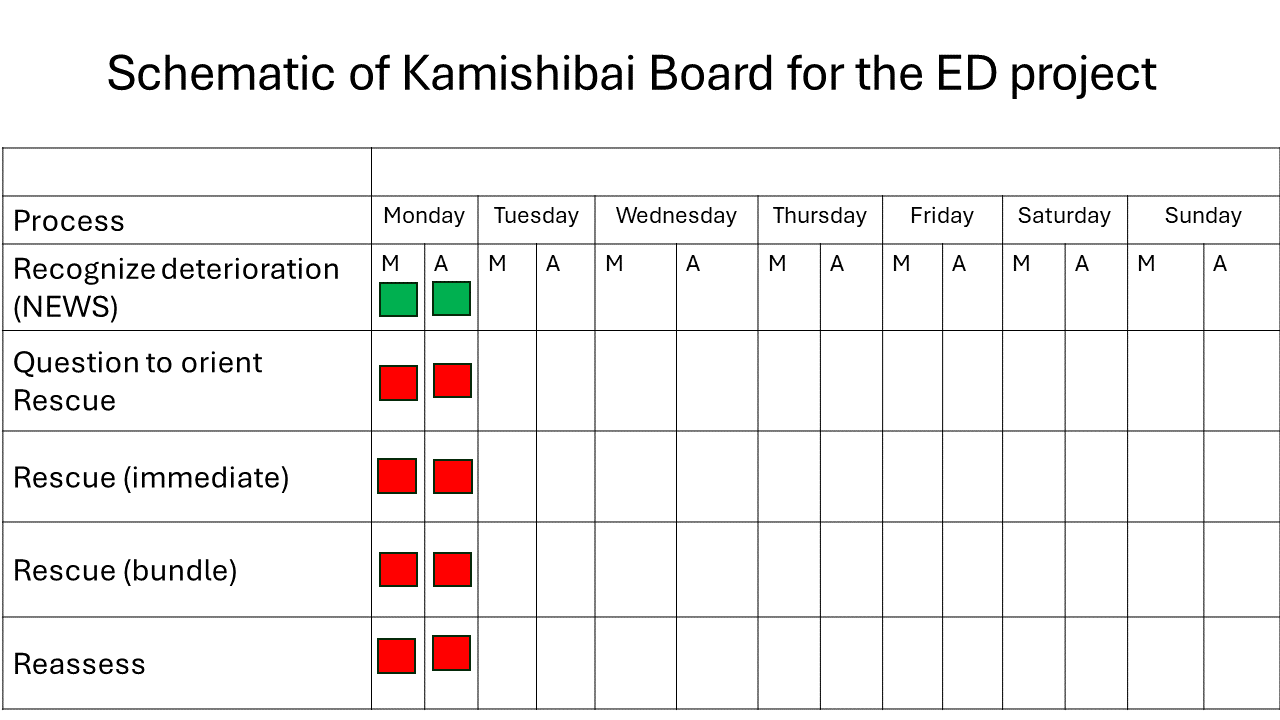 Schematic of Kamishibai Board for the ED project
Process Monday Tuesday Wednesday Thursday Friday Saturday Sunday
Recognize deterioration M A M A M A M A M A M A M A
(NEWS)
Question to orient
Rescue
Rescue (immediate)
Rescue (bundle)
Reassess